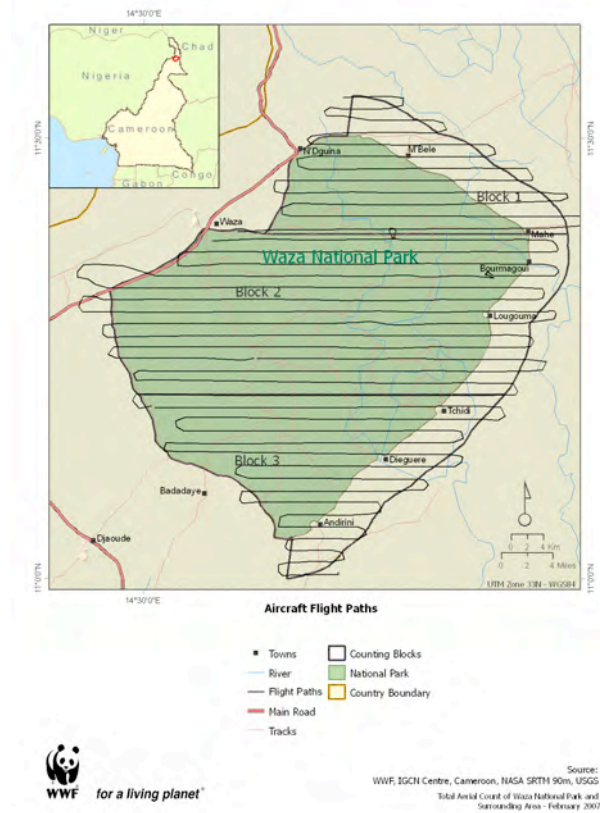 14°30'0"E
Niger
Chad
Nigeria
Cameroon
Gabon
Congo
11°30'0"N
11°30'0"N
N'Dguina
M'Bele
Block 1
Waza
Mahe
Waza National Park
Bourmagoui
Block 2
Lougouma
Tchidi
Block 3
Dieguere
Badadaye
Andirini
Djaoude
0 2 4 Km
0 2 4 Miles
11°0'0"N
11°0'0"N
UTM Zone 33N - WGS84
14°30'0"E
Aircraft Flight Paths
Towns
Counting Blocks
River
National Park
Flight Paths
Country Boundary
Main Road
Tracks
WWF
for a living planet®
Source:
WWF, IGCN Centre, Cameroon, NASA SRTM 90m, USGS
Total Aerial Count of Waza National Park and
Surrounding Area - February 2007